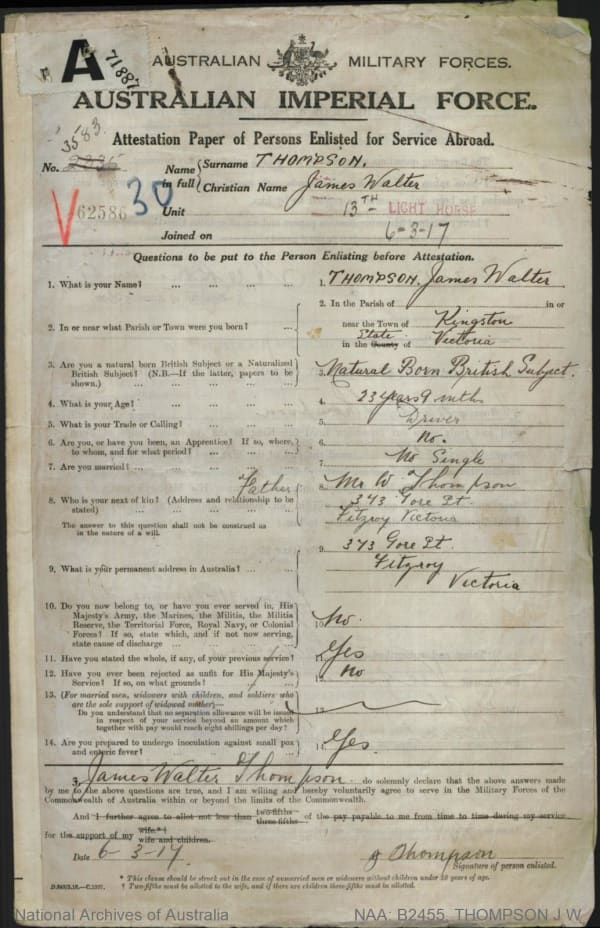 A
71887
AUSTRALIAN MILITARY FORCES.
AUSTRALIAN IMPERIAL FORCE.
Attestation Paper of Persons Enlisted for Service Abroad.
3583
No.
Name in full
Surname THOMPSON.
Christian Name James Walter
V 62586 30
Unit 13TH LIGHT HORSE
Joined on 6-3-17
Questions to be put to the Person Enlisting before Attestation.
1. What is your Name? ... ... ... ...
1. THOMPSON, James Walter
2. In or near what Parish or Town were you born? ...
2. In the Parish of in or
near the Town of Kingston
State
in the County of Victoria
3. Are you a natural born British Subject or a Naturalized
British Subject? (N.B.—If the latter, papers to be
shown.) ... ... ... ...
3. Natural Born British Subject.
4. What is your Age? ... ... ... ...
4. 23 years 9 mths
5. What is your Trade or Calling? ... ... ...
5. Driver
6. Are you, or have you been, an Apprentice? If so, where,
to whom, and for what period? ... ... ...
6. No.
7. Are you married? ... ... ... ...
7. No Single
Father
8. Who is your next of kin? (Address and relationship to be
stated) ... ... ... ...
The answer to this question shall not be construed as
in the nature of a will.
8. Mr W Thompson
343 Gore St.
Fitzroy Victoria
9. What is your permanent address in Australia? ... ...
9. 343 Gore St.
Fitzroy
Victoria
10. Do you now belong to, or have you ever served in, His
Majesty's Army, the Marines, the Militia, the Militia
Reserve, the Territorial Force, Royal Navy, or Colonial
Forces? If so, state which, and if not now serving,
state cause of discharge ... ... ... ...
10. No.
11. Have you stated the whole, if any, of your previous service?
11. Yes
12. Have you ever been rejected as unfit for His Majesty's
Service? If so, on what grounds? ... ...
12. No
13. (For married men, widowers with children, and soldiers who
are the sole support of widowed mother)—
Do you understand that no separation allowance will be issued
in respect of your service beyond an amount which
together with pay would reach eight shillings per day?
13.
14. Are you prepared to undergo inoculation against small pox
and enteric fever? ... ... ... ...
14. Yes
I, James Walter Thompson. do solemnly declare that the above answers made
by me to the above questions are true, and I am willing and hereby voluntarily agree to serve in the Military Forces of the
Commonwealth of Australia within or beyond the limits of the Commonwealth.
And I further agree to allot not less than two-fifths three-fifths of the pay payable to me from time to time during my service
for the support of my wife.* † wife and children.
Date 6-3-17
J Thompson
Signature of person enlisted.
* This clause should be struck out in the case of unmarried men or widowers without children under 18 years of age.
† Two-fifths must be allotted to the wife, and if there are children three-fifths must be allotted.
National Archives of Australia
NAA: B2455, THOMPSON J W